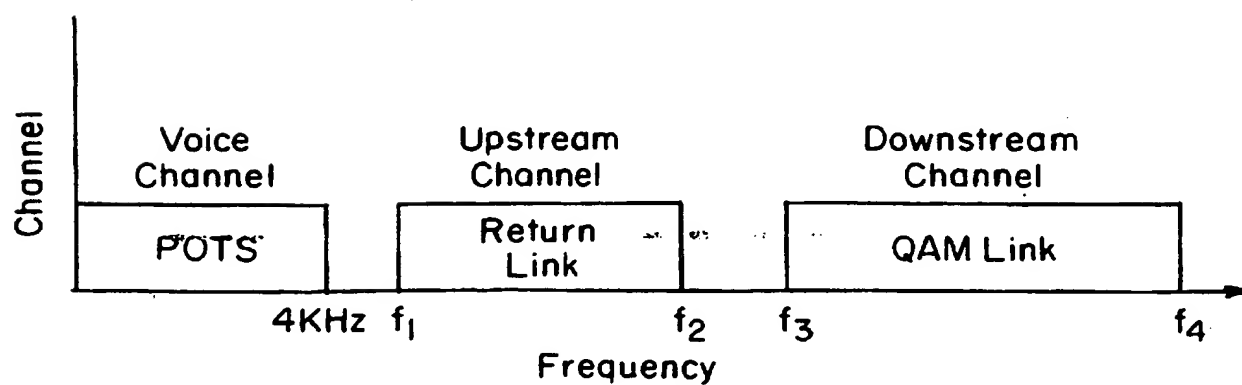 Channel
Voice
Channel
Upstream
Channel
Downstream
Channel
POTS
Return
Link
QAM Link
4KHz f1 f2 f3 f4
Frequency